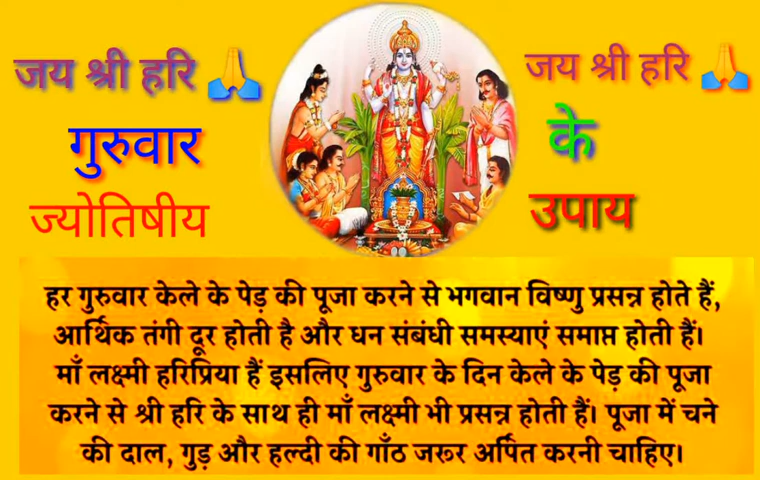 जय श्री हरि 🙏
जय श्री हरि 🙏
गुरुवार के
ज्योतिषीय उपाय
हर गुरुवार केले के पेड़ की पूजा करने से भगवान विष्णु प्रसन्न होते हैं,
आर्थिक तंगी दूर होती है और धन संबंधी समस्याएं समाप्त होती हैं।
माँ लक्ष्मी हरिप्रिया हैं इसलिए गुरुवार के दिन केले के पेड़ की पूजा
करने से श्री हरि के साथ ही माँ लक्ष्मी भी प्रसन्न होती हैं। पूजा में चने
की दाल, गुड़ और हल्दी की गाँठ जरूर अर्पित करनी चाहिए।